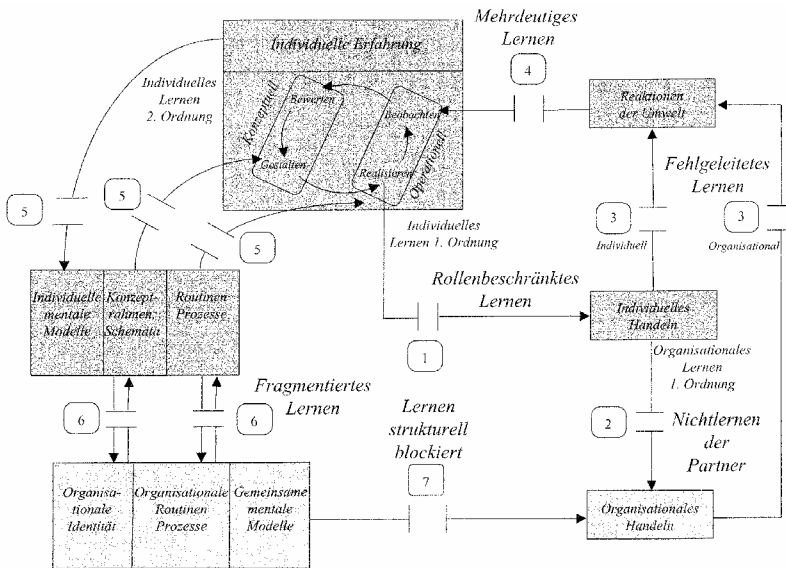 Individuelle Erfahrung
Konzeptuell
Bewerten
Gestalten
Beobachten
Realisieren
Operationell
Mehrdeutiges
Lernen
4
Reaktionen
der Umwelt
Individuelles
Lernen
2. Ordnung
5
5
5
Individuelles
Lernen 1. Ordnung
Fehlgeleitetes
Lernen
3
Individuell
3
Organisational
Rollenbeschränktes
Lernen
1
Individuelles
Handeln
Individuelle
mentale
Modelle
Konzept-
rahmen,
Schemata
Routinen
Prozesse
Organisationales
Lernen
1. Ordnung
2
Nichtlernen
der
Partner
Fragmentiertes
Lernen
6
6
Lernen
strukturell
blockiert
7
Organisa-
tionale
Identität
Organisationale
Routinen
Prozesse
Gemeinsame
mentale
Modelle
Organisationales
Handeln